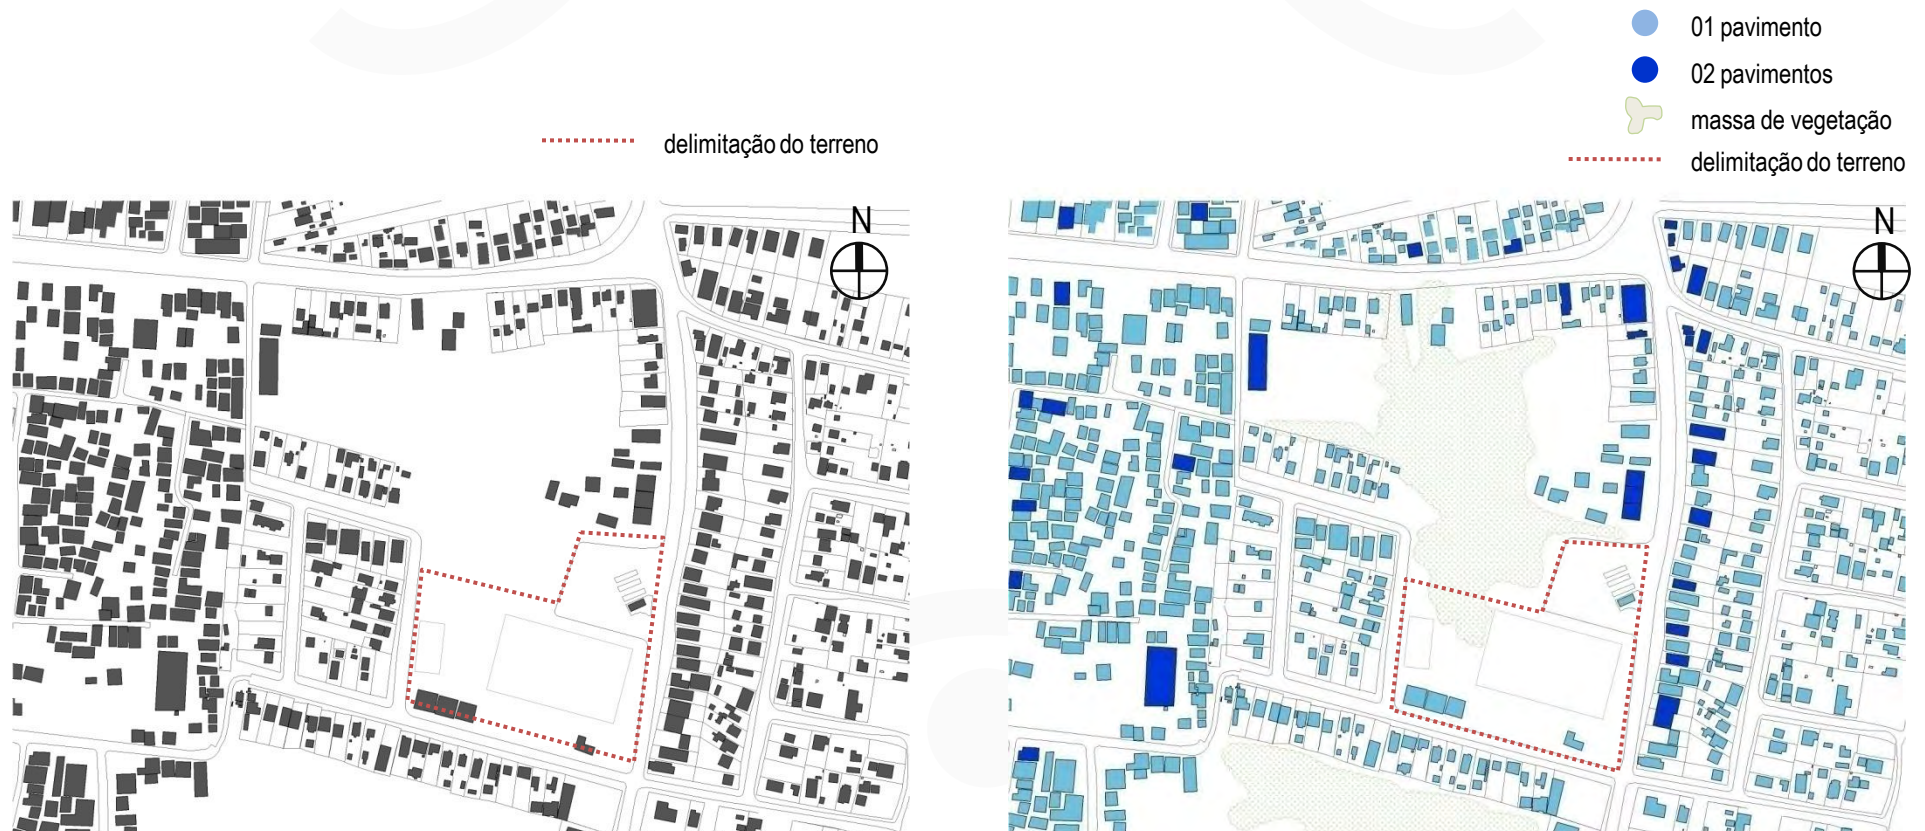 01 pavimento
02 pavimentos
massa de vegetação
delimitação do terreno
delimitação do terreno
N
N